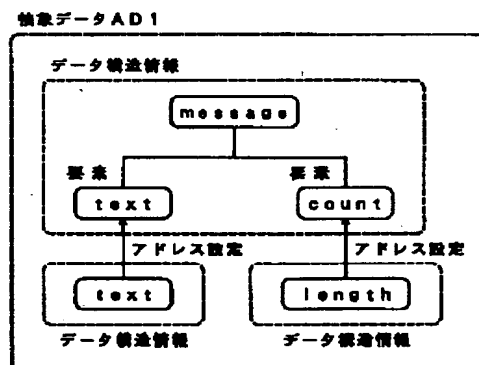 抽象データAD1
データ構造情報
message
要素 要素
text count
アドレス設定 アドレス設定
text length
データ構造情報 データ構造情報